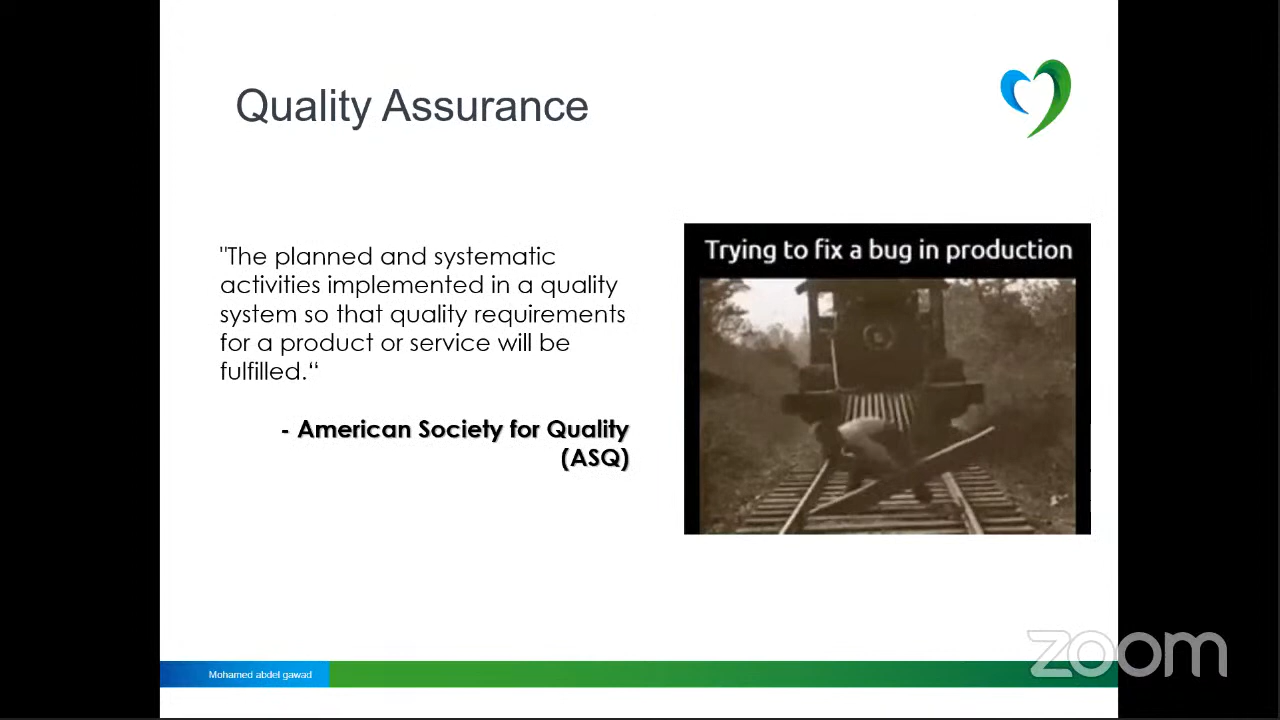 Quality Assurance
"The planned and systematic
activities implemented in a quality
system so that quality requirements
for a product or service will be
fulfilled.“
- American Society for Quality
(ASQ)
Trying to fix a bug in production
Mohamed abdel gawad
zoom